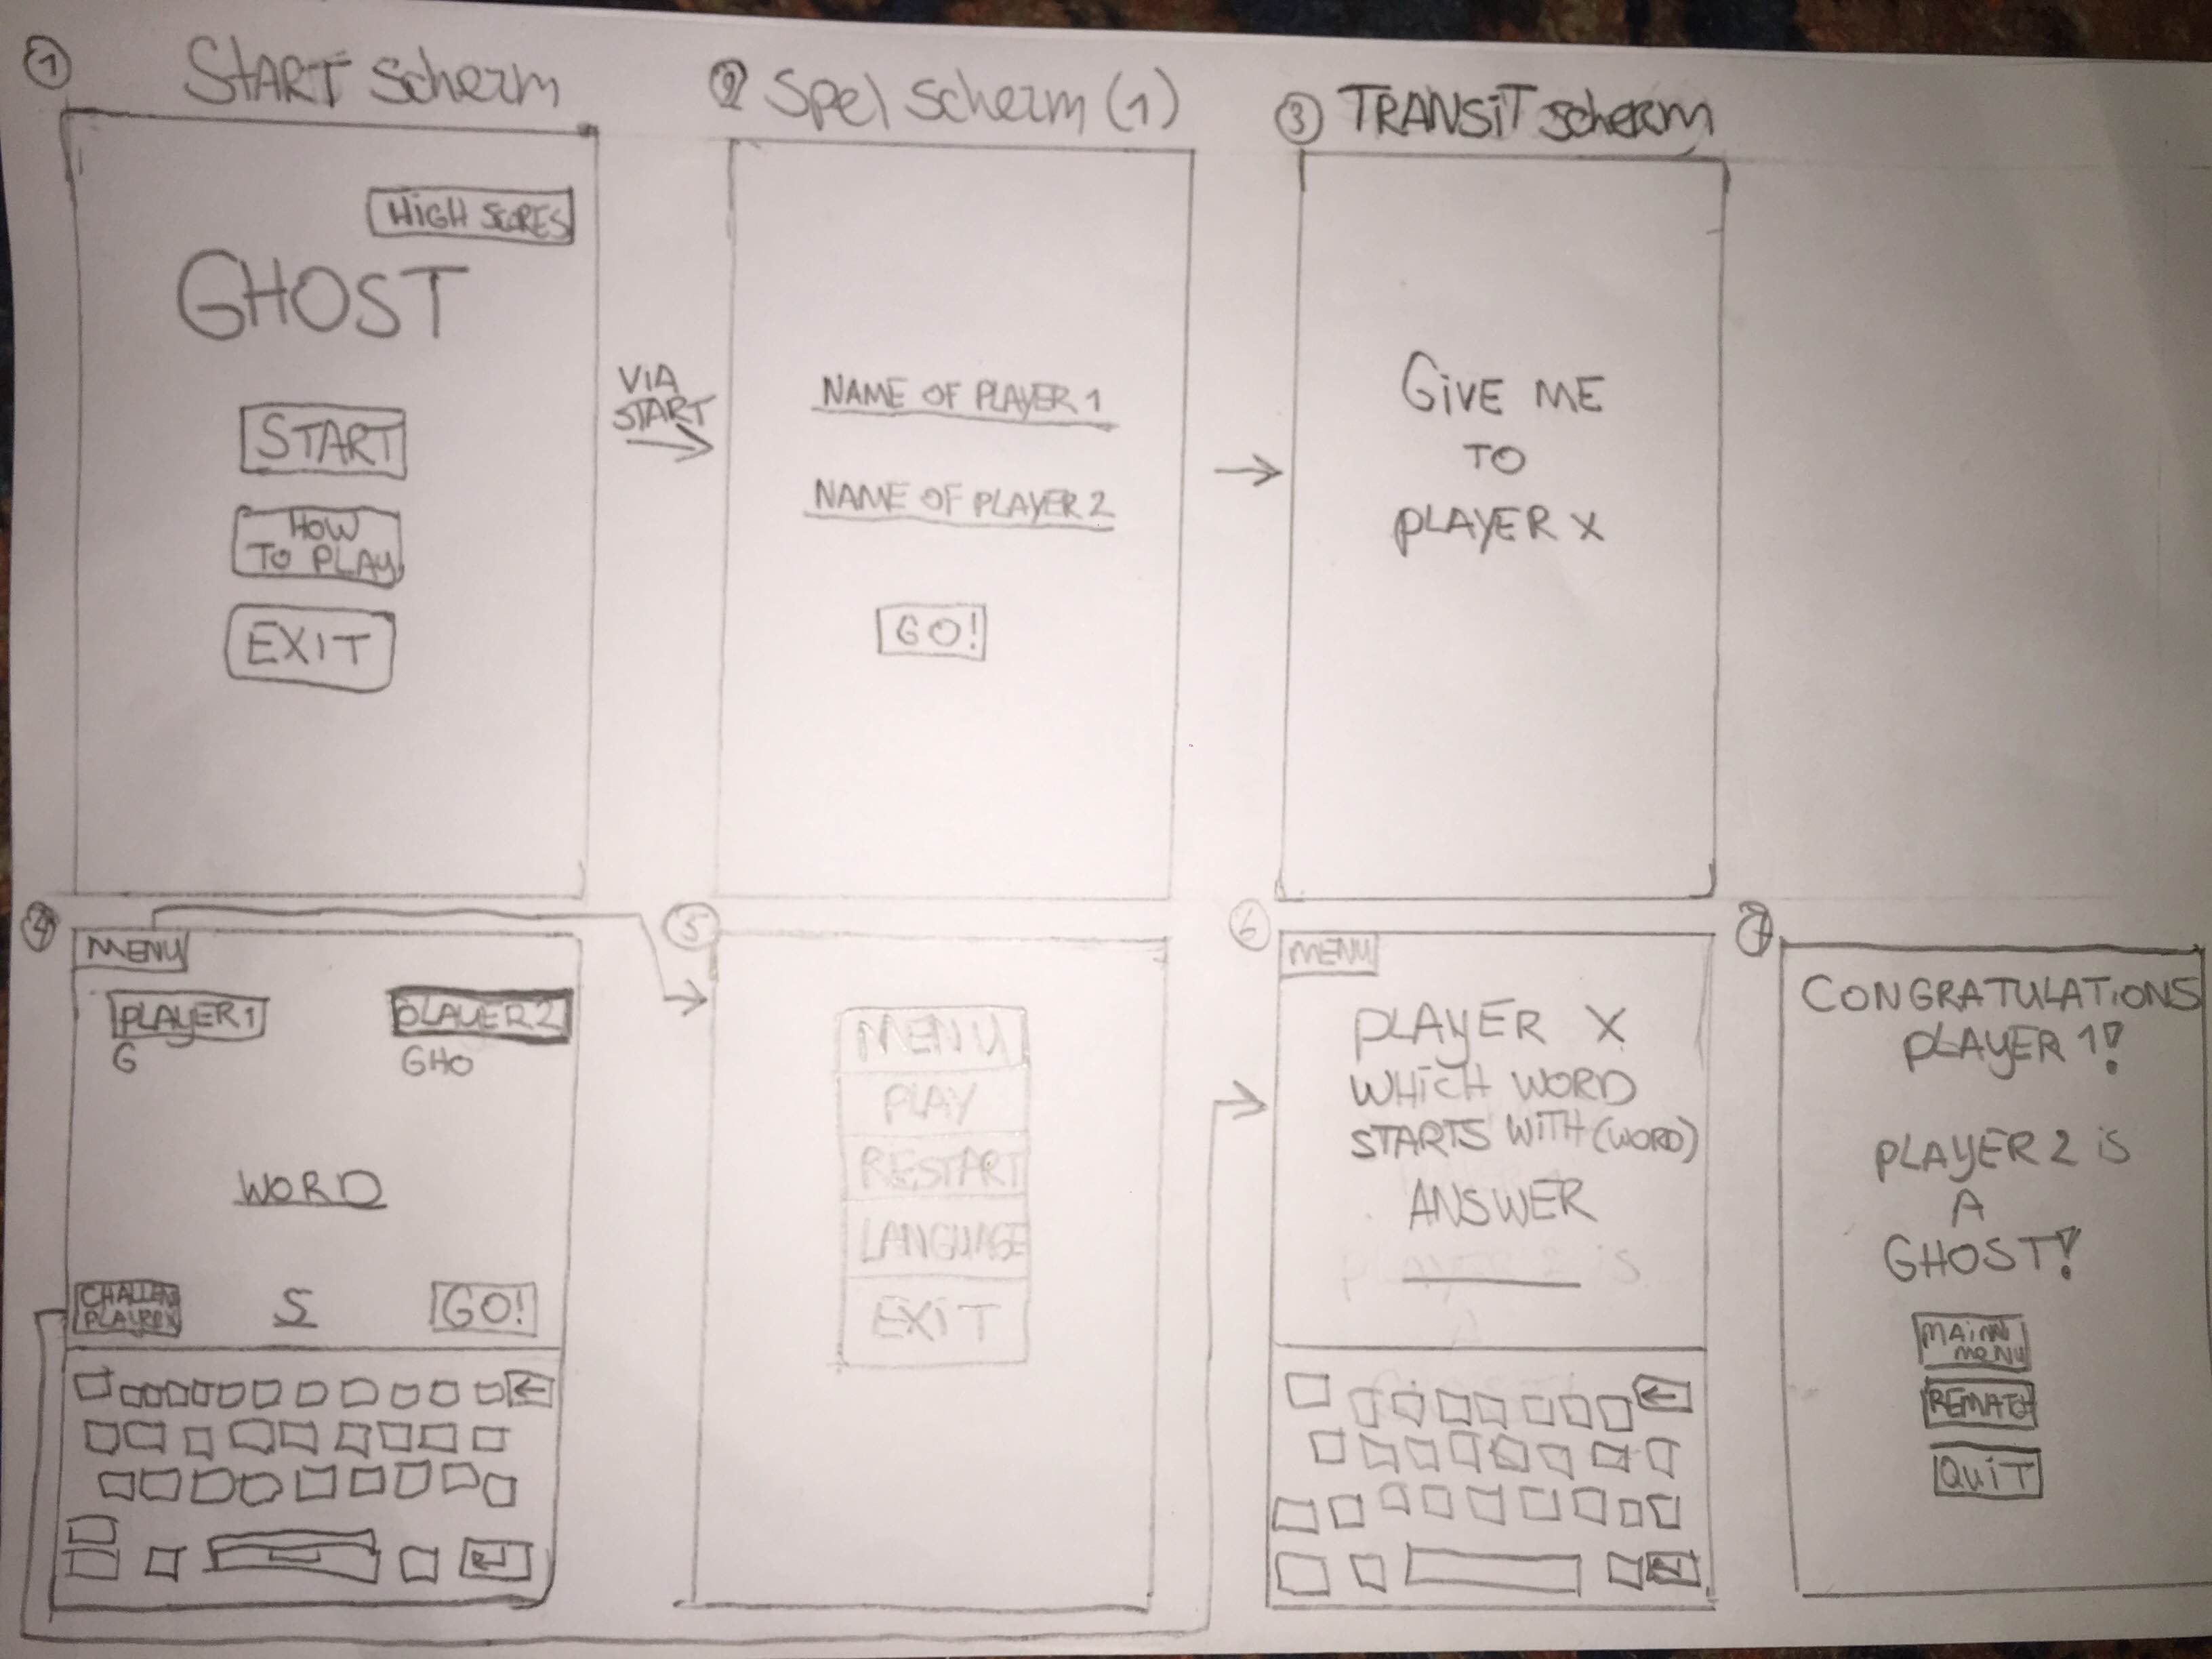 1
START Scherm
HIGH SCORES
GHOST
START
HOW
TO PLAY
EXIT
VIA
START
2 Spel Scherm (1)
NAME OF PLAYER 1
NAME OF PLAYER 2
GO!
3 TRANSIT scherm
GIVE ME
TO
PLAYER X
4
MENU
PLAYER 1
G
PLAYER 2
GHO
WORD
S
GO!
5
MENU
PLAY
RESTART
LANGUAGE
EXIT
6
MENU
PLAYER X
WHICH WORD
STARTS WITH (WORD)
ANSWER
7
CONGRATULATIONS
PLAYER 1!
PLAYER 2 is
A
GHOST!
MAIN
MENU
REMATCH
QUIT